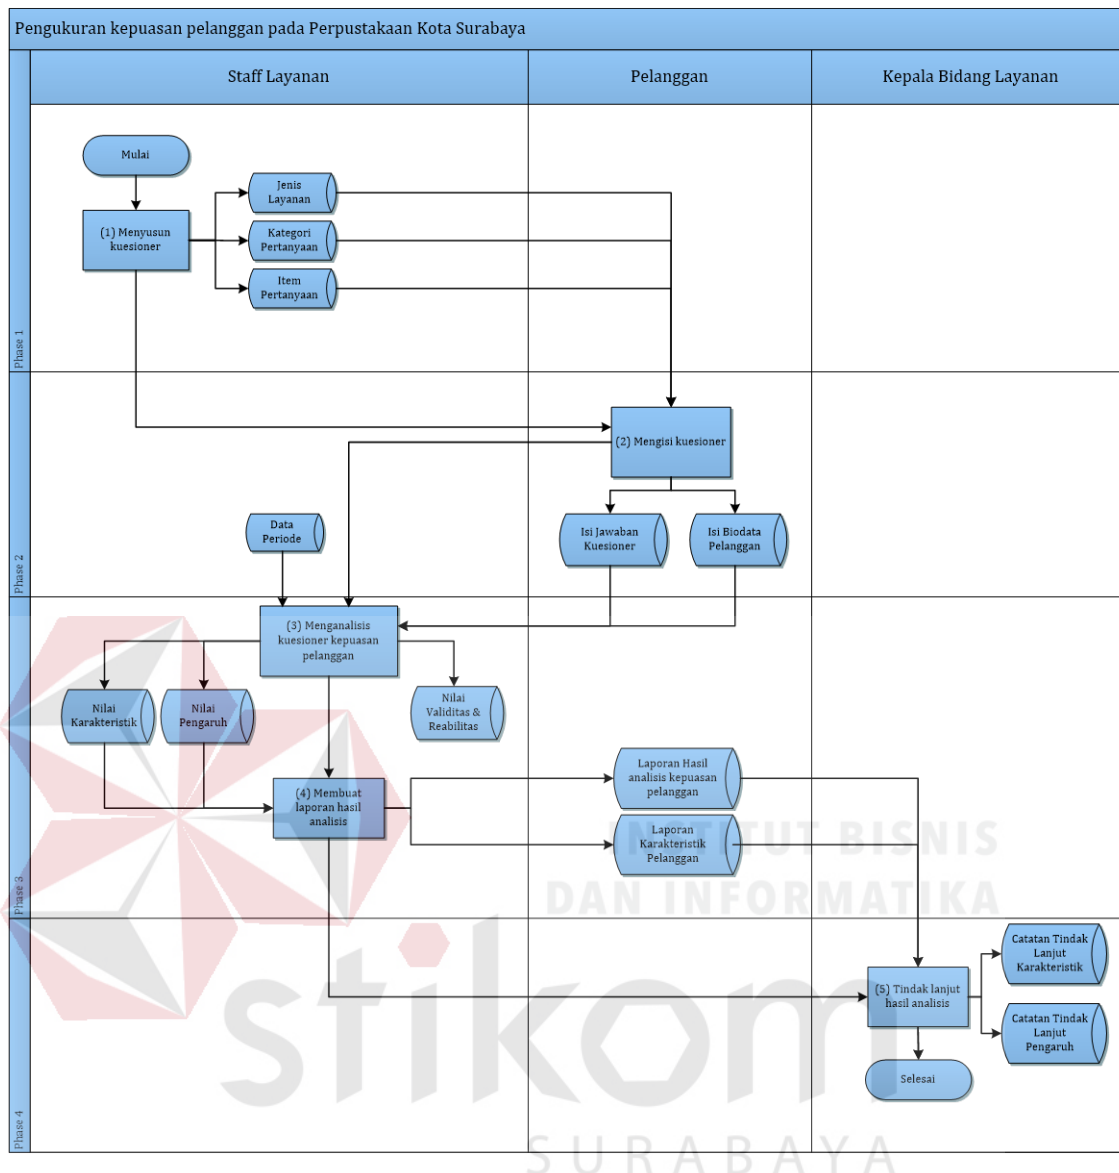 Pengukuran kepuasan pelanggan pada Perpustakaan Kota Surabaya
Staff Layanan
Pelanggan
Kepala Bidang Layanan
Phase 1
Mulai
(1) Menyusun
kuesioner
Jenis
Layanan
Kategori
Pertanyaan
Item
Pertanyaan
Phase 2
(2) Mengisi kuesioner
Data
Periode
Isi Jawaban
Kuesioner
Isi Biodata
Pelanggan
Phase 3
(3) Menganalisis
kuesioner kepuasan
pelanggan
Nilai
Karakteristik
Nilai
Pengaruh
Nilai
Validitas &
Reabilitas
(4) Membuat
laporan hasil
analisis
Laporan Hasil
analisis kepuasan
pelanggan
Laporan
Karakteristik
Pelanggan
INSTITUT BISNIS
DAN INFORMATIKA
Phase 4
(5) Tindak lanjut
hasil analisis
Catatan Tindak
Lanjut
Karakteristik
Catatan Tindak
Lanjut
Pengaruh
Selesai
stikom
SURABAYA